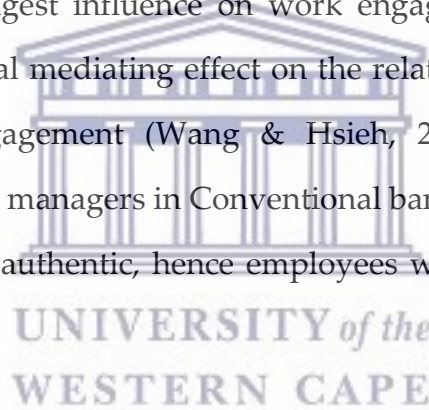 gest influence on work engag
al mediating effect on the relat
gagement (Wang & Hsieh, 2
managers in Conventional ban
authentic, hence employees w
UNIVERSITY of the
WESTERN CAPE